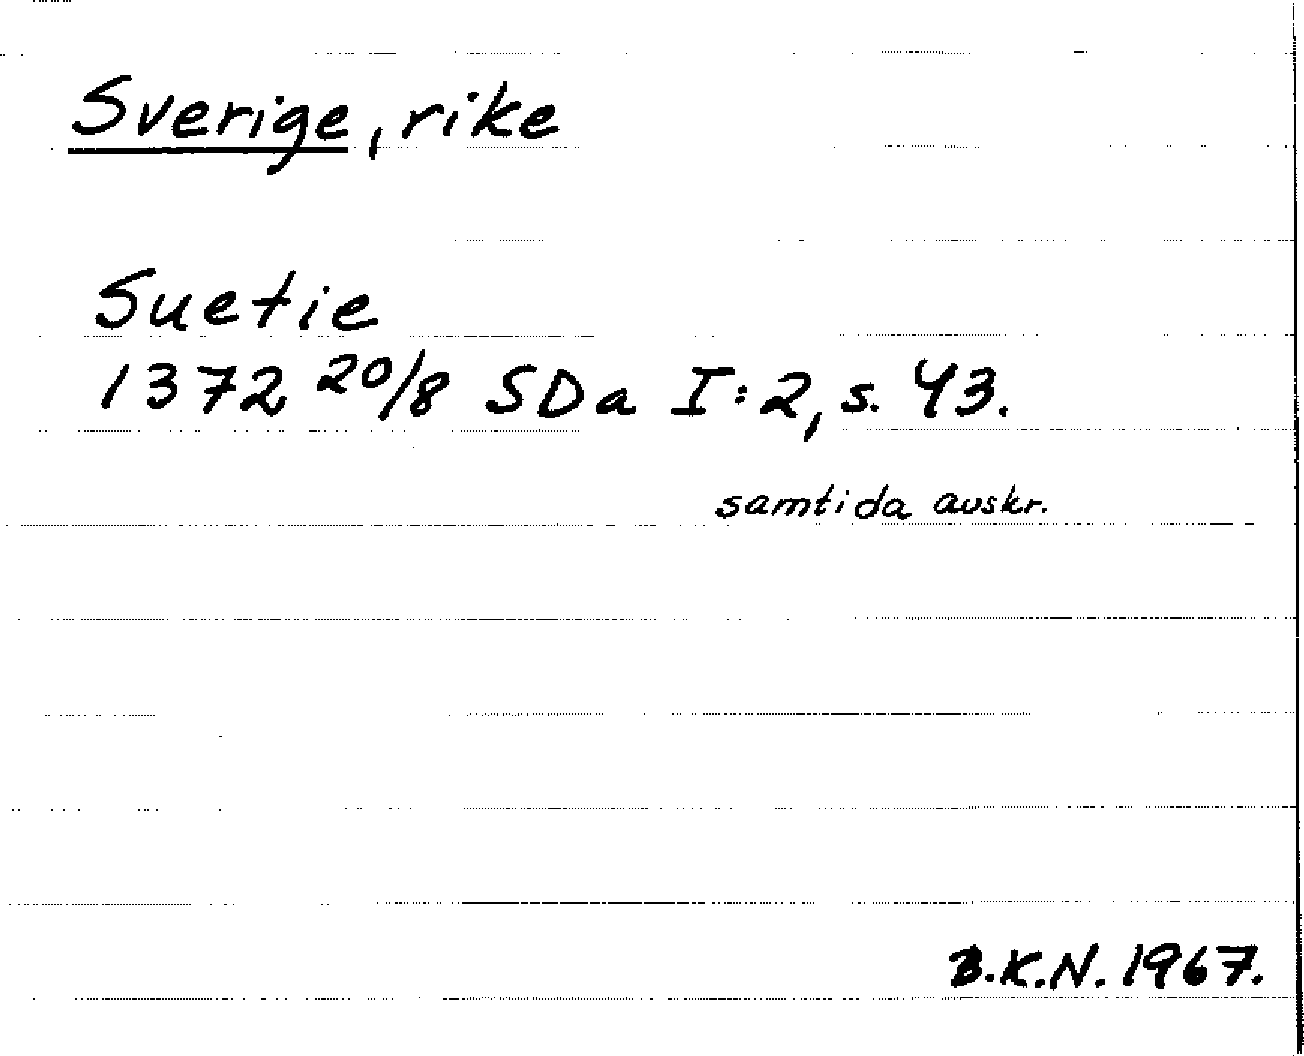 Sverige, rike
Suetie
1372 20/8 SDa I:2, s. 43.
samtida avskr.
B.K.N. 1967.